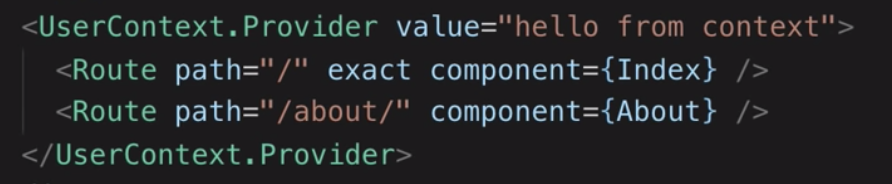 <UserContext.Provider value="hello from context">
<Route path="/" exact component={Index} />
<Route path="/about/" component={About} />
</UserContext.Provider>